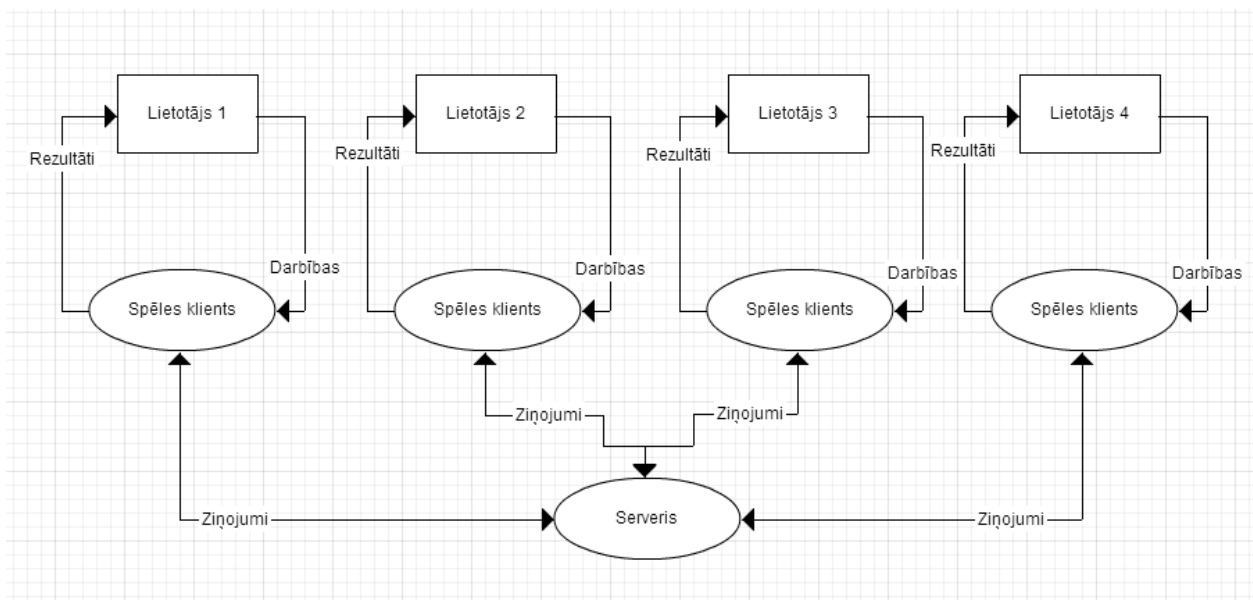 Lietotājs 1
Lietotājs 2
Lietotājs 3
Lietotājs 4
Rezultāti
Rezultāti
Rezultāti
Rezultāti
Darbības
Darbības
Darbības
Darbības
Spēles klients
Spēles klients
Spēles klients
Spēles klients
Ziņojumi
Ziņojumi
Ziņojumi
Serveris
Ziņojumi